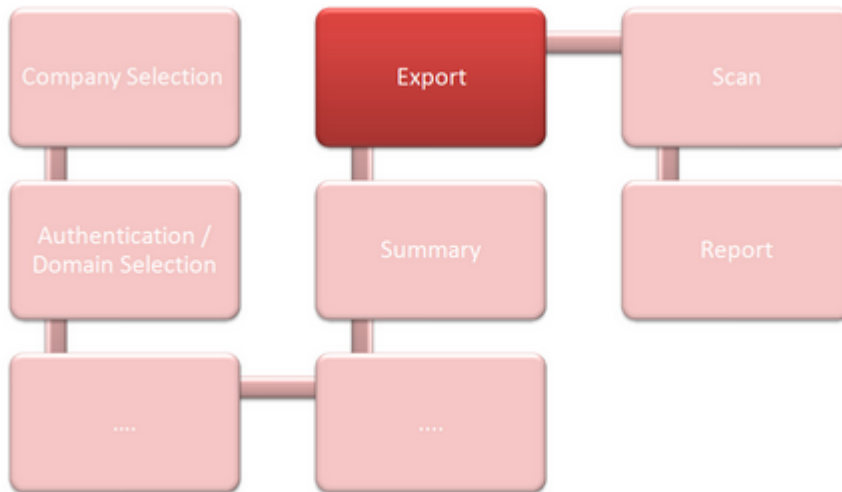 Company Selection
Authentication /
Domain Selection
....
....
Summary
Export
Scan
Report